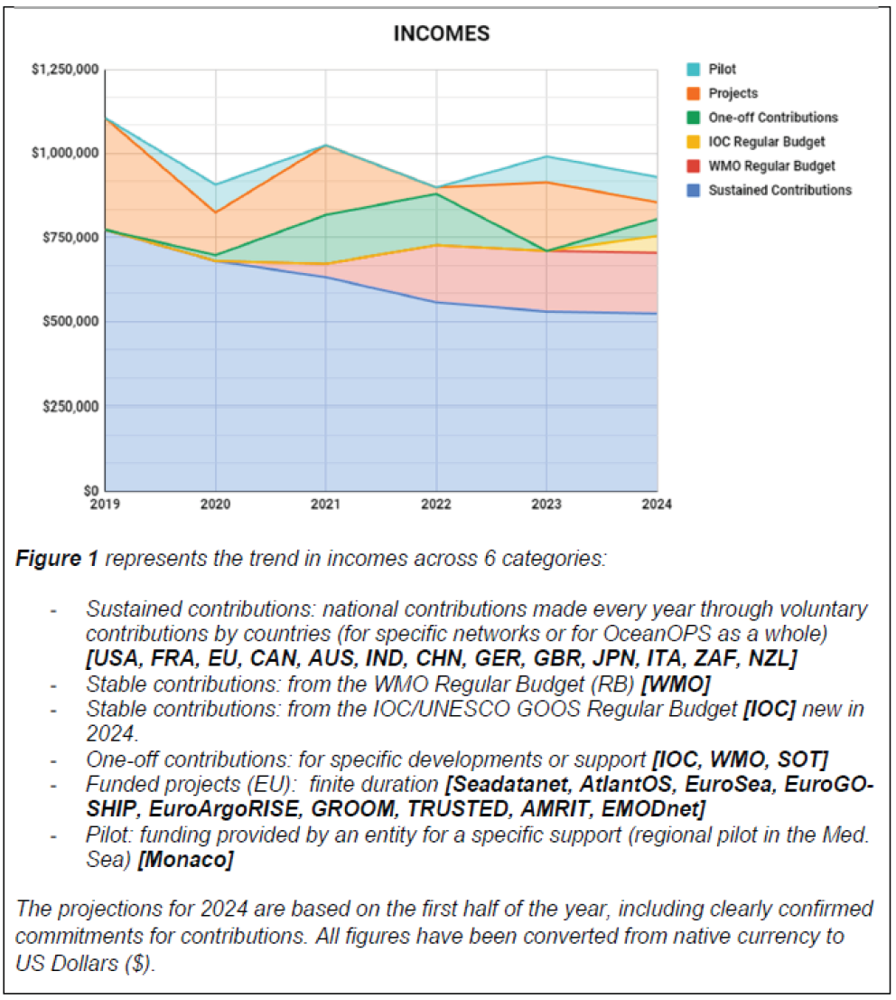 INCOMES
$1,250,000
$1,000,000
$750,000
$500,000
$250,000
$0
2019 2020 2021 2022 2023 2024
Pilot
Projects
One-off Contributions
IOC Regular Budget
WMO Regular Budget
Sustained Contributions
Figure 1 represents the trend in incomes across 6 categories:
- Sustained contributions: national contributions made every year through voluntary
contributions by countries (for specific networks or for OceanOPS as a whole)
[USA, FRA, EU, CAN, AUS, IND, CHN, GER, GBR, JPN, ITA, ZAF, NZL]
- Stable contributions: from the WMO Regular Budget (RB) [WMO]
- Stable contributions: from the IOC/UNESCO GOOS Regular Budget [IOC] new in
2024.
- One-off contributions: for specific developments or support [IOC, WMO, SOT]
- Funded projects (EU): finite duration [Seadatanet, AtlantOS, EuroSea, EuroGO-
SHIP, EuroArgoRISE, GROOM, TRUSTED, AMRIT, EMODnet]
- Pilot: funding provided by an entity for a specific support (regional pilot in the Med.
Sea) [Monaco]
The projections for 2024 are based on the first half of the year, including clearly confirmed
commitments for contributions. All figures have been converted from native currency to
US Dollars ($).